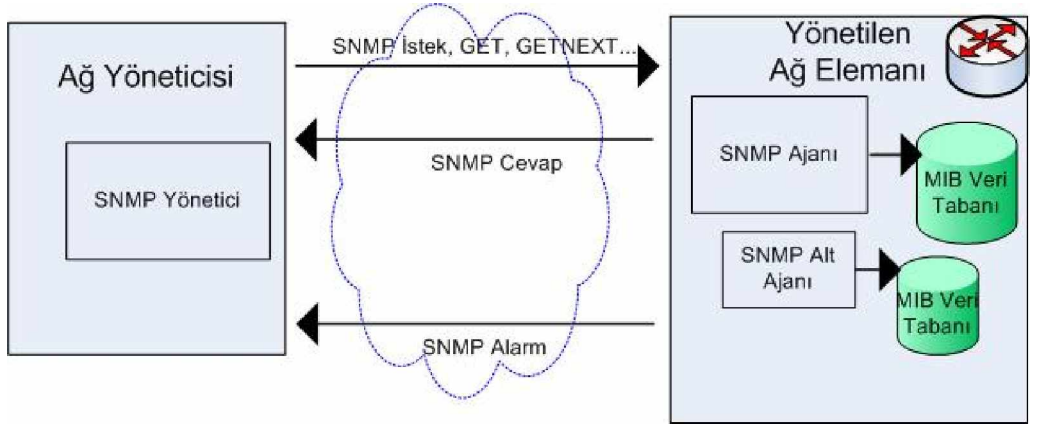 Ağ Yöneticisi
SNMP Yönetici
SNMP İstek, GET, GETNEXT...
SNMP Cevap
SNMP Alarm
Yönetilen
Ağ Elemanı
SNMP Ajanı
MIB Veri
Tabanı
SNMP Alt
Ajanı
MIB Veri
Tabanı